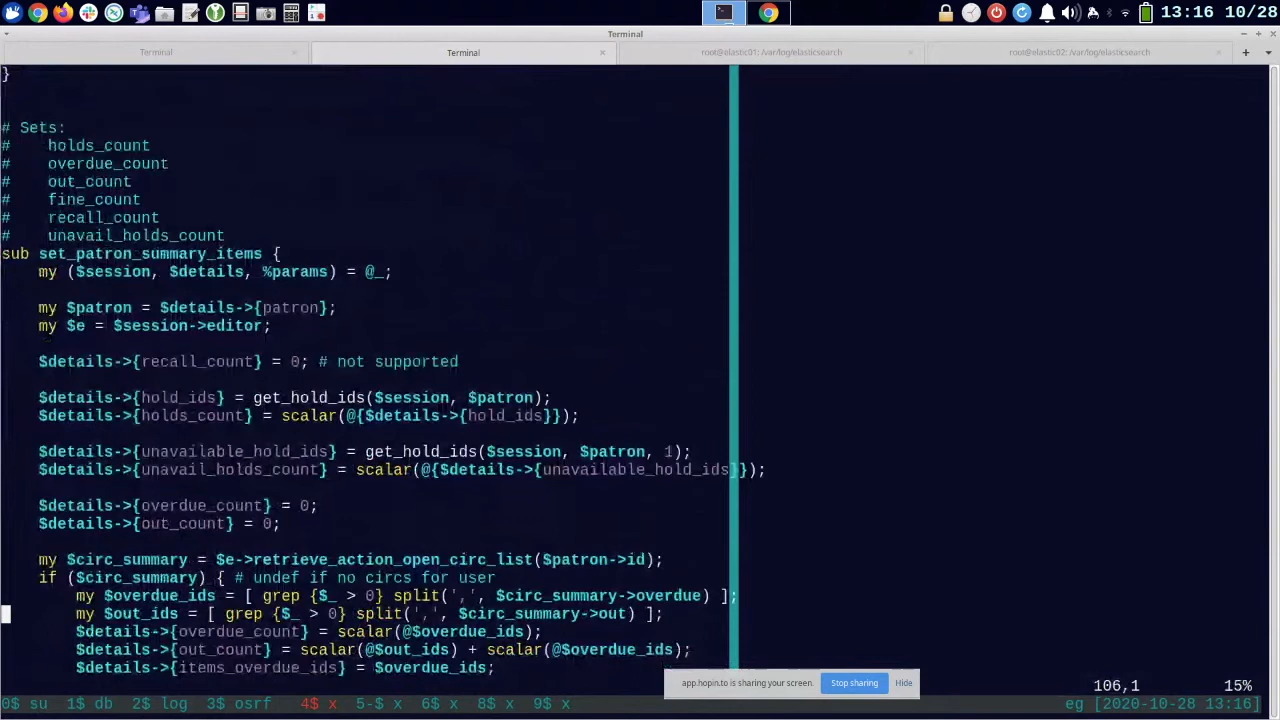 13:16 10/28
Terminal
Terminal
Terminal
root@elastic01: /var/log/elasticsearch
root@elastic02: /var/log/elasticsearch
}
# Sets:
#    holds_count
#    overdue_count
#    out_count
#    fine_count
#    recall_count
#    unavail_holds_count
sub set_patron_summary_items {
    my ($session, $details, %params) = @_;
    my $patron = $details->{patron};
    my $e = $session->editor;
    $details->{recall_count} = 0; # not supported
    $details->{hold_ids} = get_hold_ids($session, $patron);
    $details->{holds_count} = scalar(@{$details->{hold_ids}});
    $details->{unavailable_hold_ids} = get_hold_ids($session, $patron, 1);
    $details->{unavail_holds_count} = scalar(@{$details->{unavailable_hold_ids}});
    $details->{overdue_count} = 0;
    $details->{out_count} = 0;
    my $circ_summary = $e->retrieve_action_open_circ_list($patron->id);
    if ($circ_summary) { # undef if no circs for user
        my $overdue_ids = [ grep {$_ > 0} split(',', $circ_summary->overdue) ];
        my $out_ids = [ grep {$_ > 0} split(',', $circ_summary->out) ];
        $details->{overdue_count} = scalar(@$overdue_ids);
        $details->{out_count} = scalar(@$out_ids) + scalar(@$overdue_ids);
        $details->{items_overdue_ids} = $overdue_ids;
app.hopin.to is sharing your screen. Stop sharing Hide
106,1 15%
0$ su 1$ db 2$ log 3$ osrf 4$ x 5-$ x 6$ x 8$ x 9$ x eg [2020-10-28 13:16]